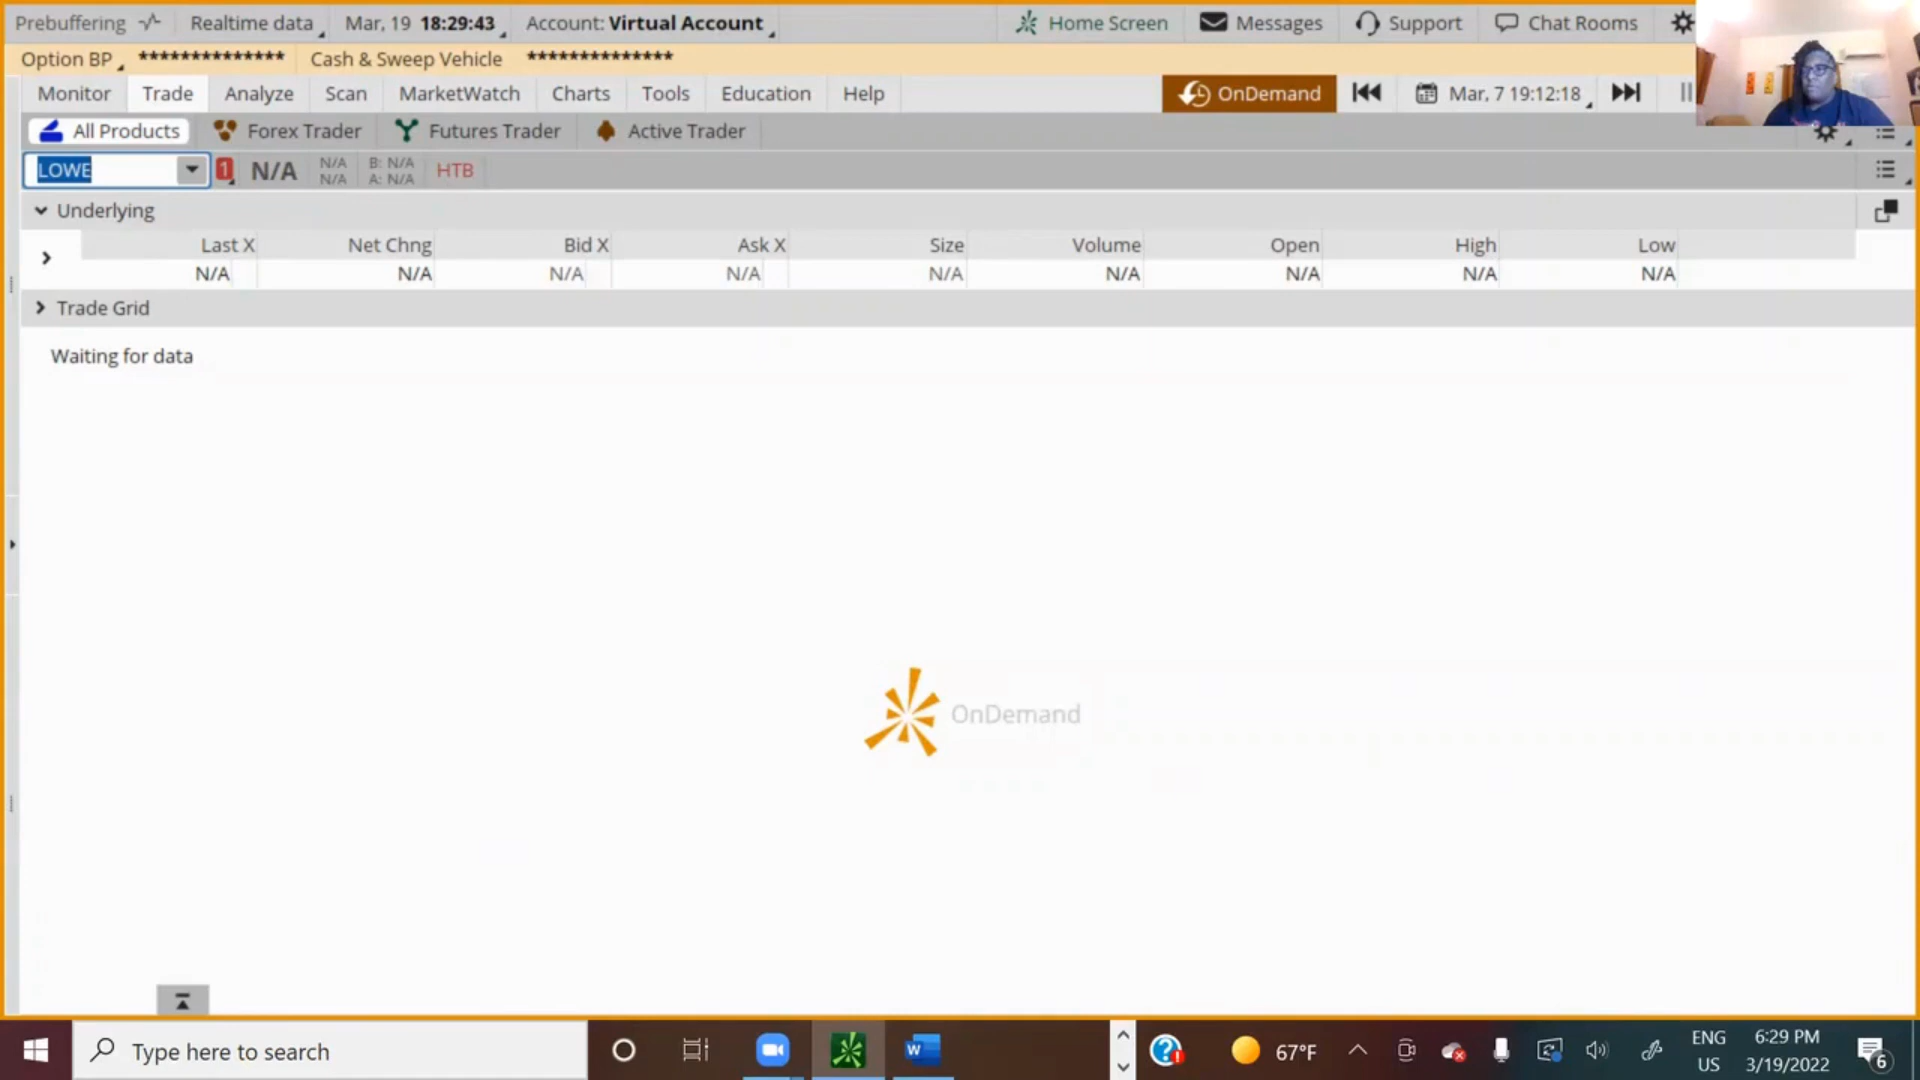 Prebuffering Realtime data Mar, 19 18:29:43 Account: Virtual Account Home Screen Messages Support Chat Rooms
Option BP ************** Cash & Sweep Vehicle **************
Monitor Trade Analyze Scan MarketWatch Charts Tools Education Help OnDemand Mar, 7 19:12:18
All Products Forex Trader Futures Trader Active Trader
LOWE 1 N/A N/A B: N/A HTB
N/A A: N/A
Underlying
Last X Net Chng Bid X Ask X Size Volume Open High Low
N/A N/A N/A N/A N/A N/A N/A N/A N/A
Trade Grid
Waiting for data
OnDemand
Type here to search W 67°F ENG 6:29 PM
US 3/19/2022 6